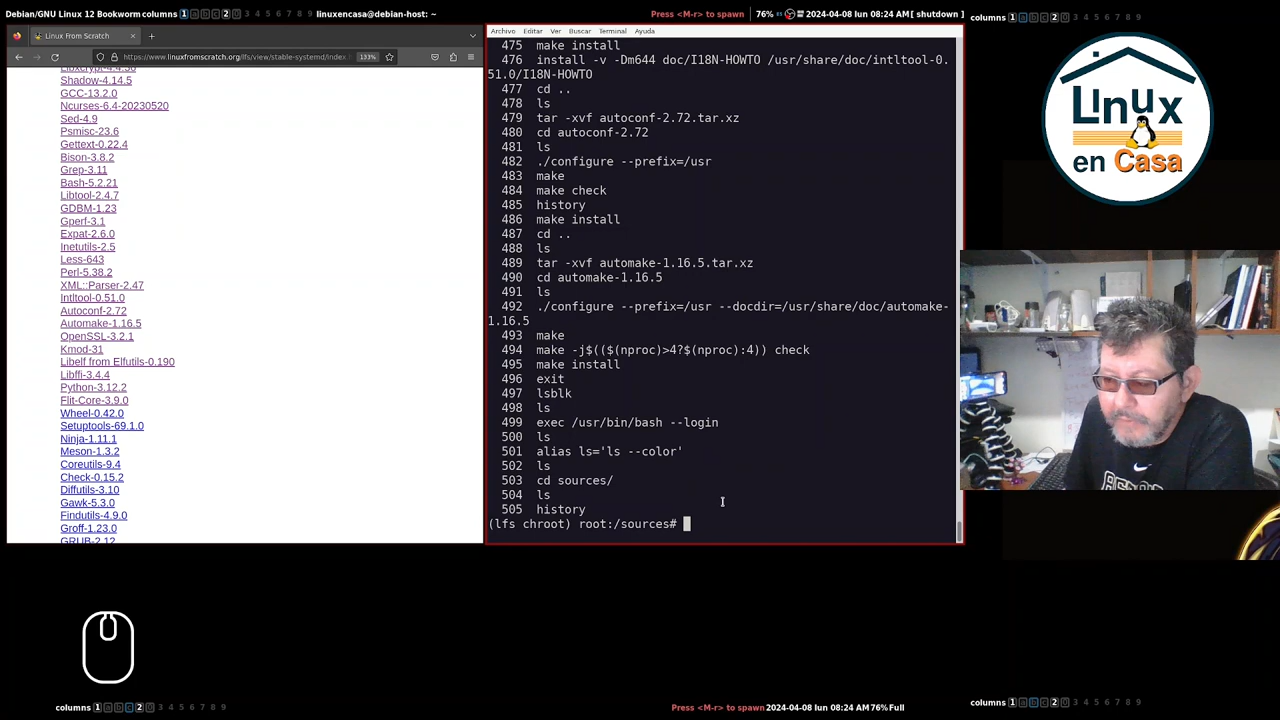 Debian/GNU Linux 12 Bookworm columns 1 a b c 2 0 3 4 5 6 7 8 9 linuxencasa@debian-host: ~
Press <M-r> to spawn 76% 2024-04-08 lun 08:24 AM [ shutdown ]
columns 1 a b c 2 0 3 4 5 6 7 8 9
Linux From Scratch
https://www.linuxfromscratch.org/lfs/view/stable-systemd/index 133%
Shadow-4.14.5
GCC-13.2.0
Ncurses-6.4-20230520
Sed-4.9
Psmisc-23.6
Gettext-0.22.4
Bison-3.8.2
Grep-3.11
Bash-5.2.21
Libtool-2.4.7
GDBM-1.23
Gperf-3.1
Expat-2.6.0
Inetutils-2.5
Less-643
Perl-5.38.2
XML::Parser-2.47
Intltool-0.51.0
Autoconf-2.72
Automake-1.16.5
OpenSSL-3.2.1
Kmod-31
Libelf from Elfutils-0.190
Libffi-3.4.4
Python-3.12.2
Flit-Core-3.9.0
Wheel-0.42.0
Setuptools-69.1.0
Ninja-1.11.1
Meson-1.3.2
Coreutils-9.4
Check-0.15.2
Diffutils-3.10
Gawk-5.3.0
Findutils-4.9.0
Groff-1.23.0
GRUB-2.12
Archivo Editar Ver Buscar Terminal Ayuda
475 make install
476 install -v -Dm644 doc/I18N-HOWTO /usr/share/doc/intltool-0.
51.0/I18N-HOWTO
477 cd ..
478 ls
479 tar -xvf autoconf-2.72.tar.xz
480 cd autoconf-2.72
481 ls
482 ./configure --prefix=/usr
483 make
484 make check
485 history
486 make install
487 cd ..
488 ls
489 tar -xvf automake-1.16.5.tar.xz
490 cd automake-1.16.5
491 ls
492 ./configure --prefix=/usr --docdir=/usr/share/doc/automake-
1.16.5
493 make
494 make -j$(($(nproc)>4?$(nproc):4)) check
495 make install
496 exit
497 lsblk
498 ls
499 exec /usr/bin/bash --login
500 ls
501 alias ls='ls --color'
502 ls
503 cd sources/
504 ls
505 history
(lfs chroot) root:/sources#
Linux
en Casa
columns 1 a b c 2 0 3 4 5 6 7 8 9
Press <M-r> to spawn 2024-04-08 lun 08:24 AM 76% Full
columns 1 a b c 2 0 3 4 5 6 7 8 9